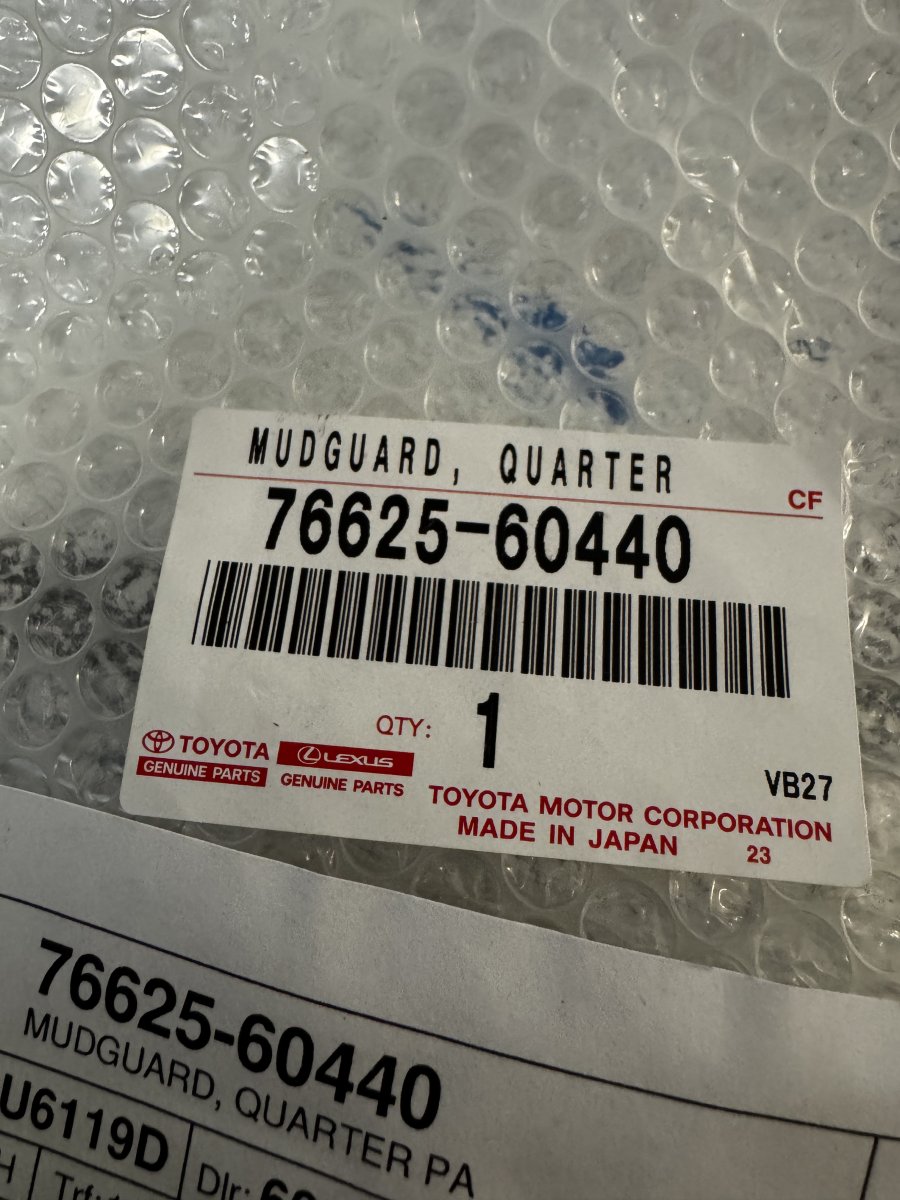 MUDGUARD, QUARTER
CF
76625-60440
QTY: 1
TOYOTA
GENUINE PARTS
LEXUS
GENUINE PARTS
VB27
TOYOTA MOTOR CORPORATION
MADE IN JAPAN 23
76625-60440
MUDGUARD, QUARTER PA
U6119D
Dlr: